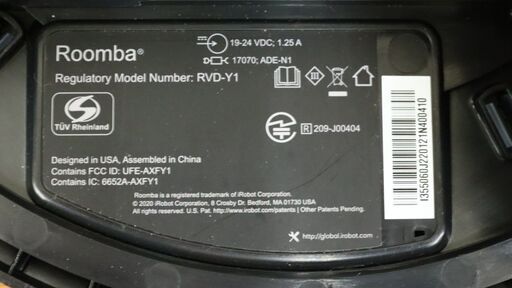 Roomba®
19-24 VDC; 1.25 A
17070; ADE-N1
Regulatory Model Number: RVD-Y1
TÜV Rheinland
R 209-J00404
Designed in USA, Assembled in China
Contains FCC ID: UFE-AXFY1
Contains IC: 6652A-AXFY1
Roomba is a registered trademark of iRobot Corporation.
© 2020 iRobot Corporation, 8 Crosby Dr. Bedford, MA 01730 USA
All rights reserved. www.irobot.com/patents | Other Patents Pending.
http://global.irobot.com
I355060J220121N400410